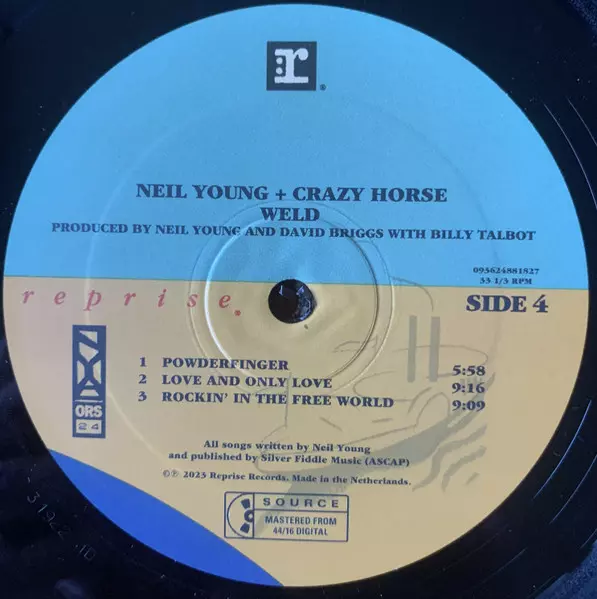 r
®
NEIL YOUNG + CRAZY HORSE
WELD
PRODUCED BY NEIL YOUNG AND DAVID BRIGGS WITH BILLY TALBOT
093624881827
33 1/3 RPM
reprise®
SIDE 4
1 POWDERFINGER 5:58
2 LOVE AND ONLY LOVE 9:16
3 ROCKIN' IN THE FREE WORLD 9:09
NYA
ORS
24
All songs written by Neil Young
and published by Silver Fiddle Music (ASCAP)
©℗ 2023 Reprise Records. Made in the Netherlands.
SOURCE
MASTERED FROM
44/16 DIGITAL